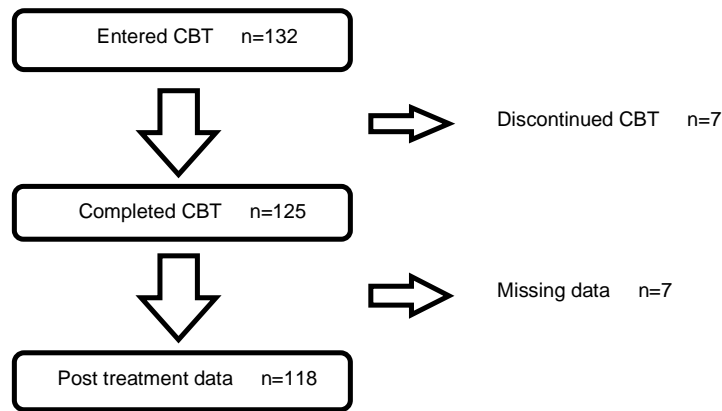 Entered CBT n=132
Discontinued CBT n=7
Completed CBT n=125
Missing data n=7
Post treatment data n=118